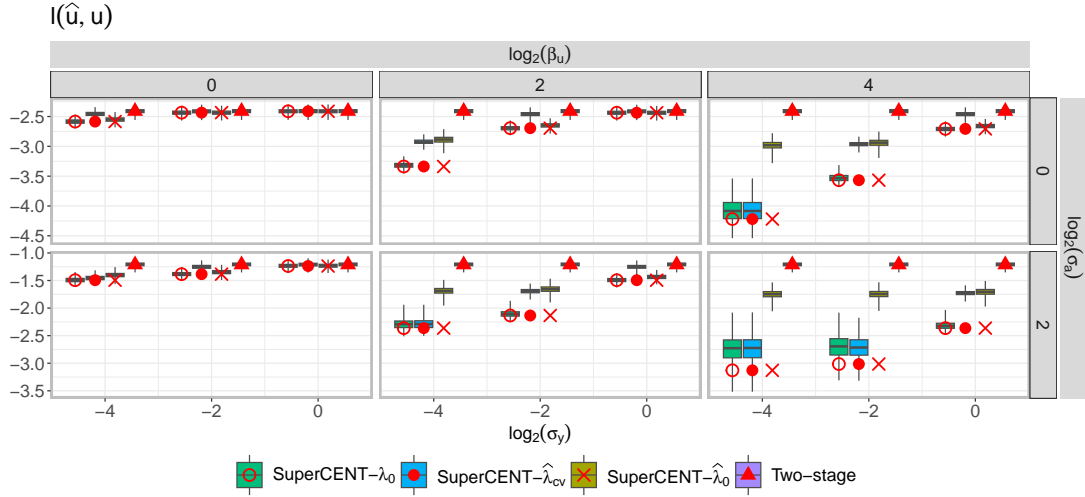 l(û, u)
log₂(βᵤ)
0 2 4
−2.5
−3.0
−3.5
−4.0
−4.5
0
−1.0
−1.5
−2.0
−2.5
−3.0
−3.5
2
log₂(σₐ)
−4 −2 0 −4 −2 0 −4 −2 0
log₂(σ_y)
SuperCENT−λ₀ SuperCENT−λ̂_cv SuperCENT−λ̂₀ Two−stage